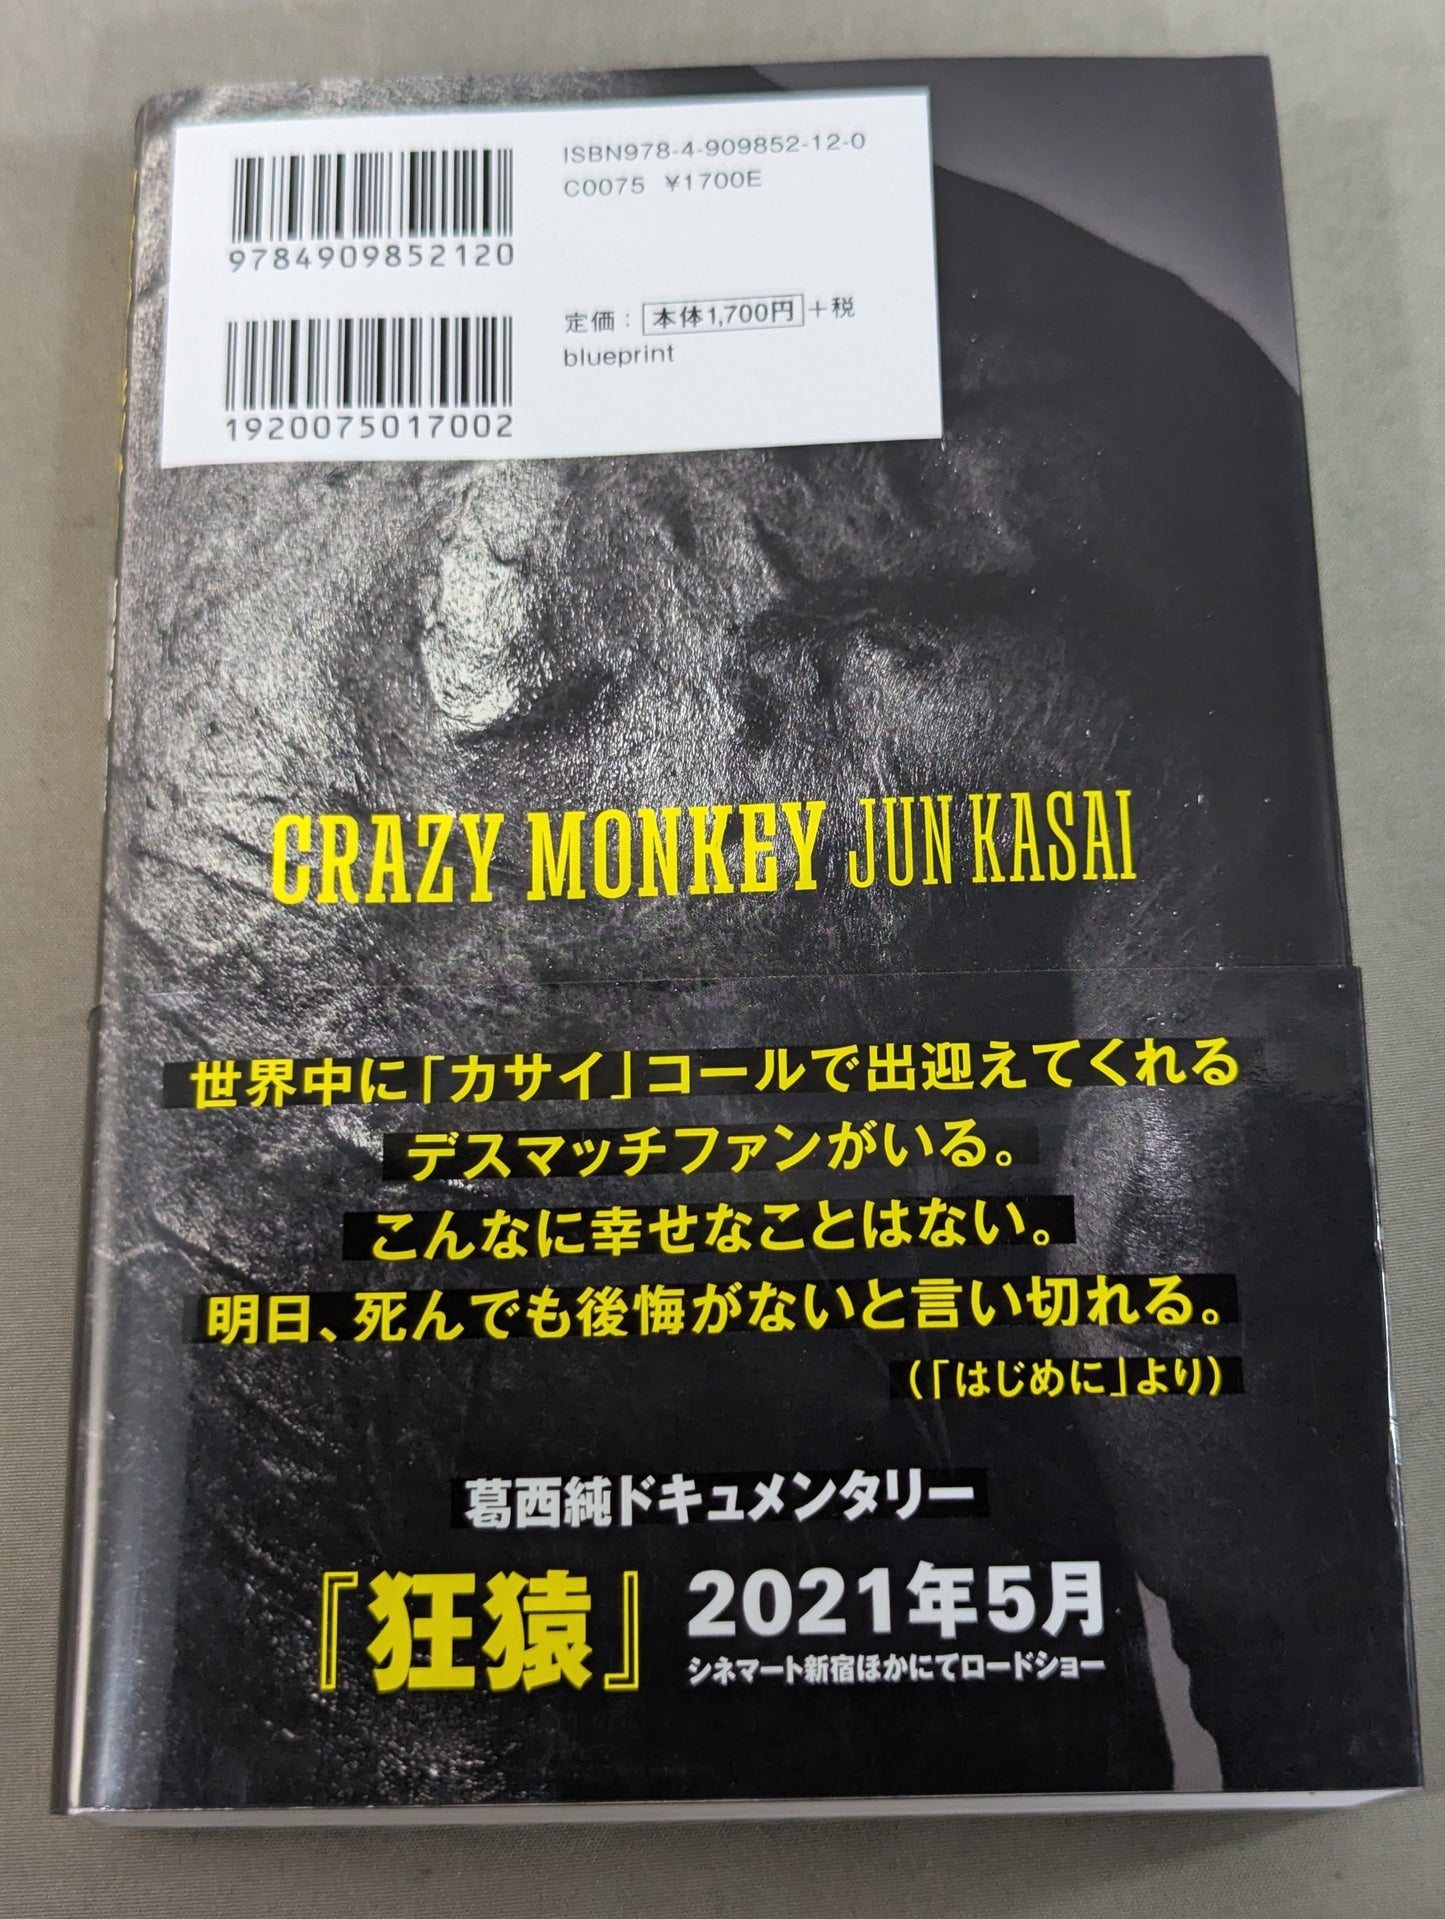 ISBN978-4-909852-12-0
C0075 ¥1700E
9784909852120
定価：本体1,700円＋税
blueprint
1920075017002
CRAZY MONKEY JUN KASAI
世界中に「カサイ」コールで出迎えてくれる
デスマッチファンがいる。
こんなに幸せなことはない。
明日、死んでも後悔がないと言い切れる。
（「はじめに」より）
葛西純ドキュメンタリー
『狂猿』 2021年5月
シネマート新宿ほかにてロードショー